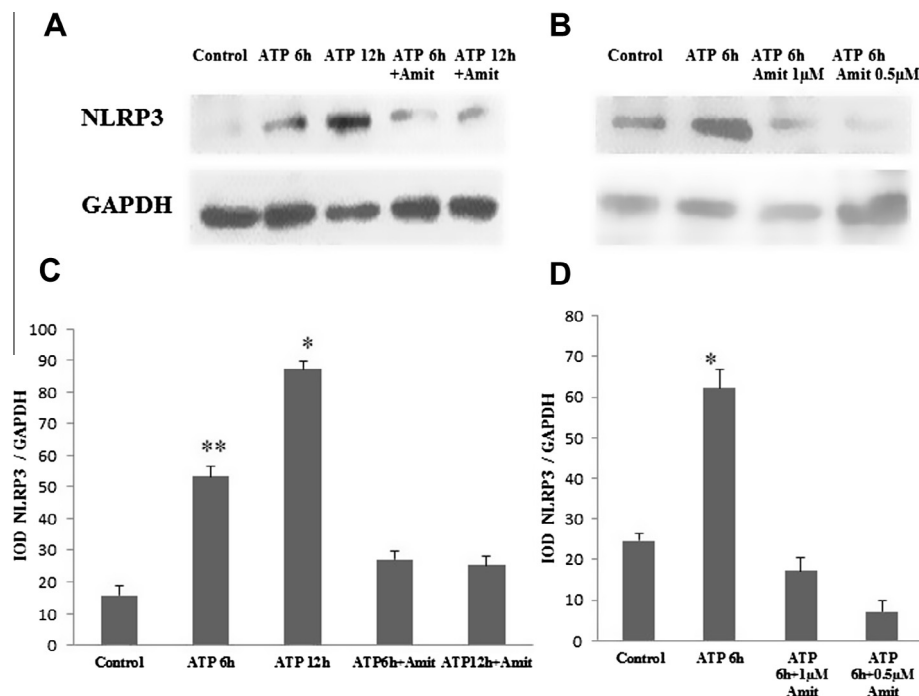 A
Control ATP 6h ATP 12h ATP 6h ATP 12h
+Amit +Amit
NLRP3
GAPDH
B
Control ATP 6h ATP 6h ATP 6h
Amit 1µM Amit 0.5µM
C
100
90
80
70
60
50
40
30
20
10
0
IOD NLRP3 / GAPDH
**
*
Control ATP 6h ATP 12h ATP6h+Amit ATP12h+Amit
D
80
70
60
50
40
30
20
10
0
IOD NLRP3 / GAPDH
*
Control ATP 6h ATP ATP
6h+1µM 6h+0.5µM
Amit Amit